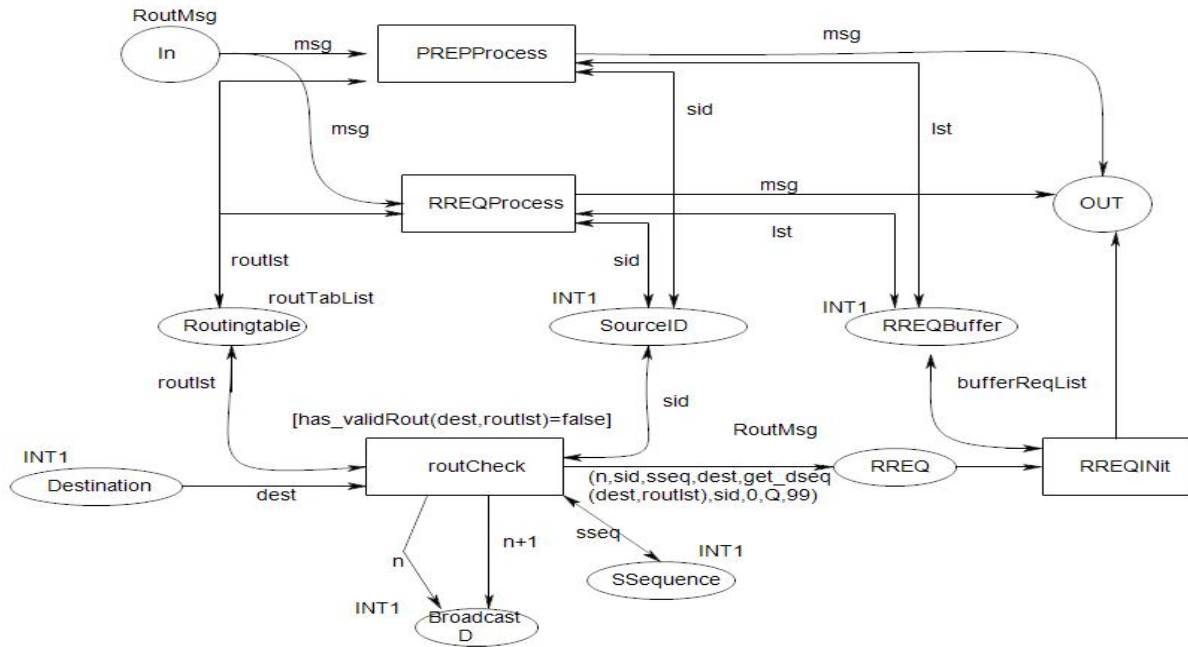 RoutMsg
In
msg
PREPProcess
msg
msg
sid
lst
RREQProcess
msg
OUT
lst
routlst
sid
routTabList
INT1
INT1
Routingtable
SourceID
RREQBuffer
routlst
bufferReqList
sid
[has_validRout(dest,routlst)=false]
RoutMsg
INT1
routCheck
RREQ
RREQINit
Destination
dest
(n,sid,sseq,dest,get_dseq
(dest,routlst),sid,0,Q,99)
n
n+1
sseq
INT1
SSequence
INT1
Broadcast
D